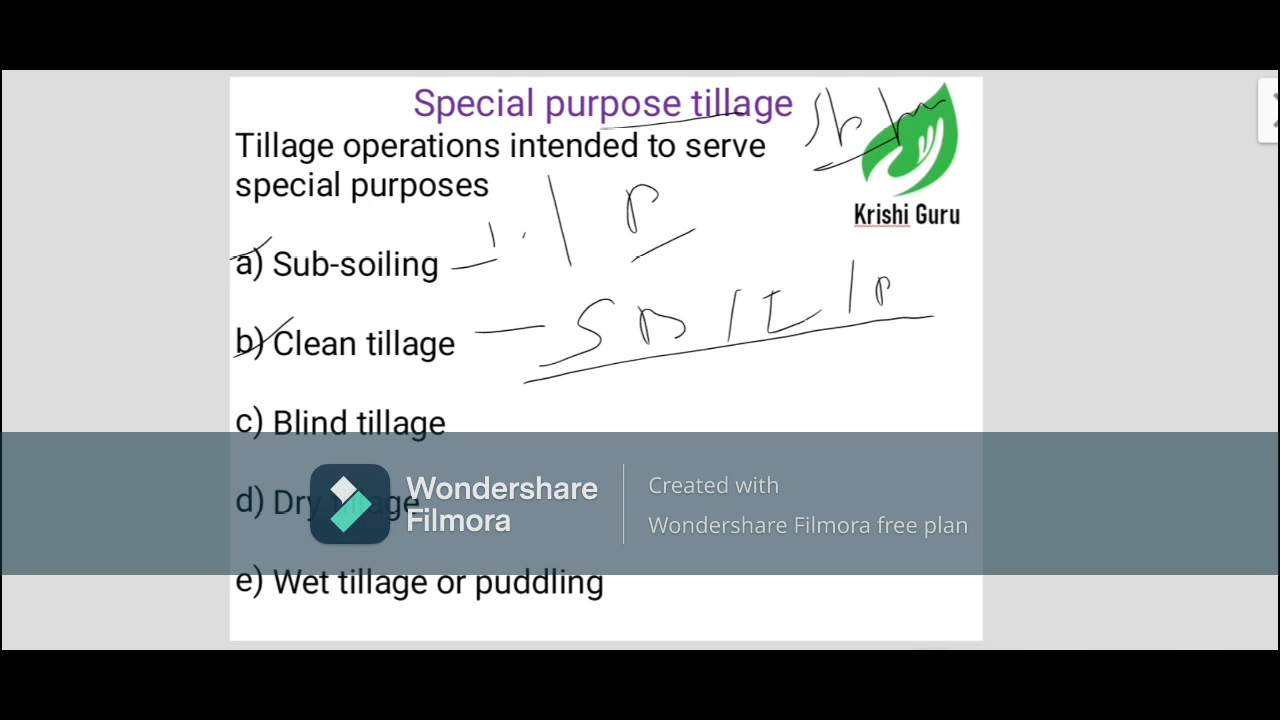 Special purpose tillage
Tillage operations intended to serve
special purposes
Krishi Guru
a) Sub-soiling
b) Clean tillage
c) Blind tillage
d) Dry tillage
Wondershare
Filmora
Created with
Wondershare Filmora free plan
e) Wet tillage or puddling